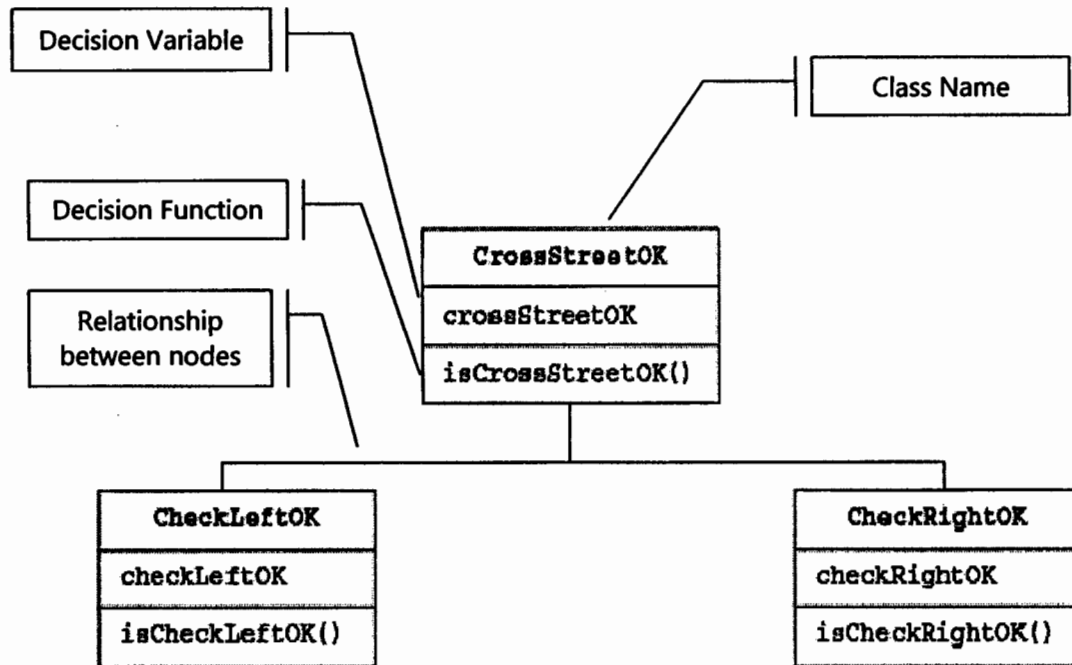 Decision Variable
Class Name
Decision Function
CrossStreetOK
crossStreetOK
isCrossStreetOK()
Relationship
between nodes
CheckLeftOK
checkLeftOK
isCheckLeftOK()
CheckRightOK
checkRightOK
isCheckRightOK()